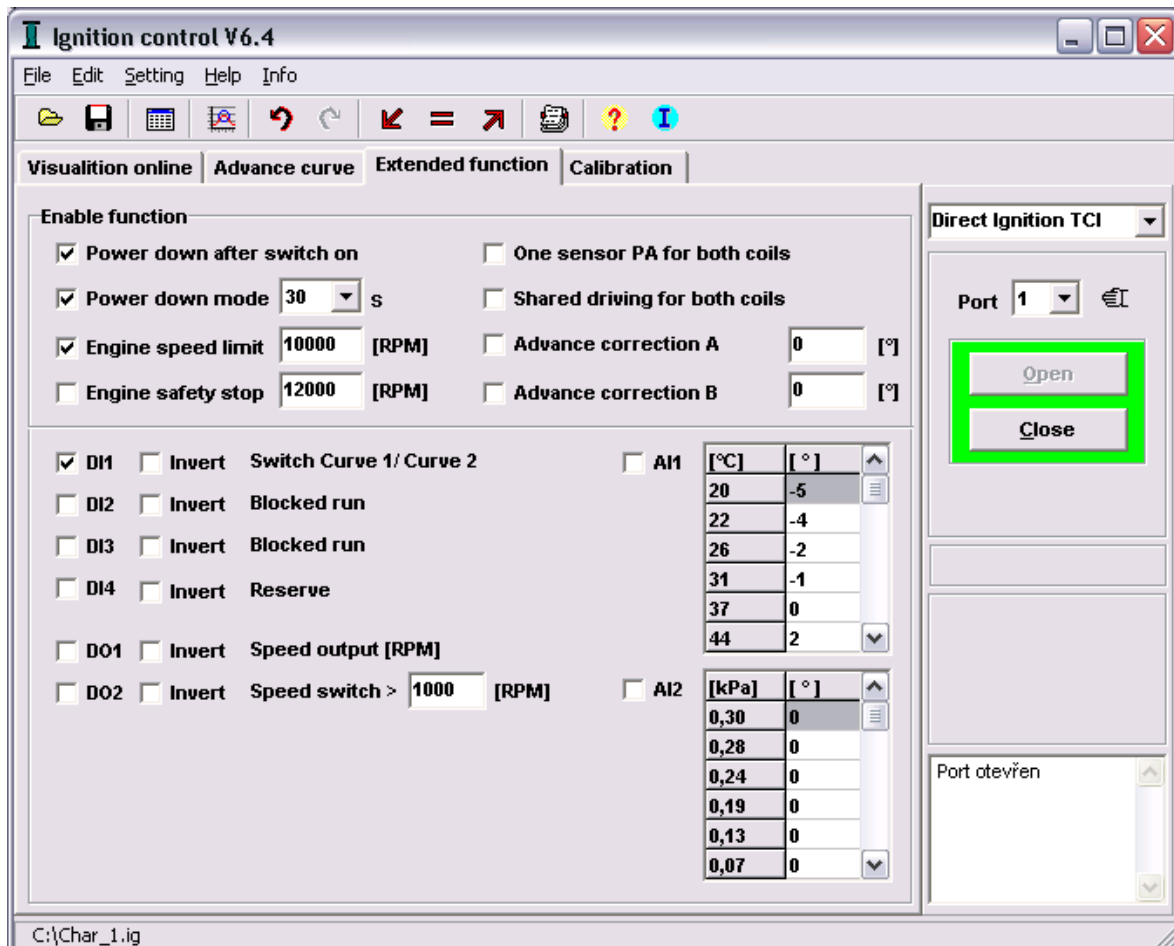 Ignition control V6.4
File Edit Setting Help Info
Visualition online Advance curve Extended function Calibration
Enable function
Power down after switch on One sensor PA for both coils
Power down mode 30 S Shared driving for both coils
Engine speed limit 10000 [RPM] Advance correction A 0 [°]
Engine safety stop 12000 [RPM] Advance correction B 0 [°]
DI1 Invert Switch Curve 1/ Curve 2
DI2 Invert Blocked run
DI3 Invert Blocked run
DI4 Invert Reserve
DO1 Invert Speed output [RPM]
DO2 Invert Speed switch > 1000 [RPM]
AI1 [°C] [ ° ]
20 -5
22 -4
26 -2
31 -1
37 0
44 2
AI2 [kPa] [ ° ]
0,30 0
0,28 0
0,24 0
0,19 0
0,13 0
0,07 0
Direct Ignition TCI
Port 1
Open
Close
Port otevřen
C:\Char_1.ig